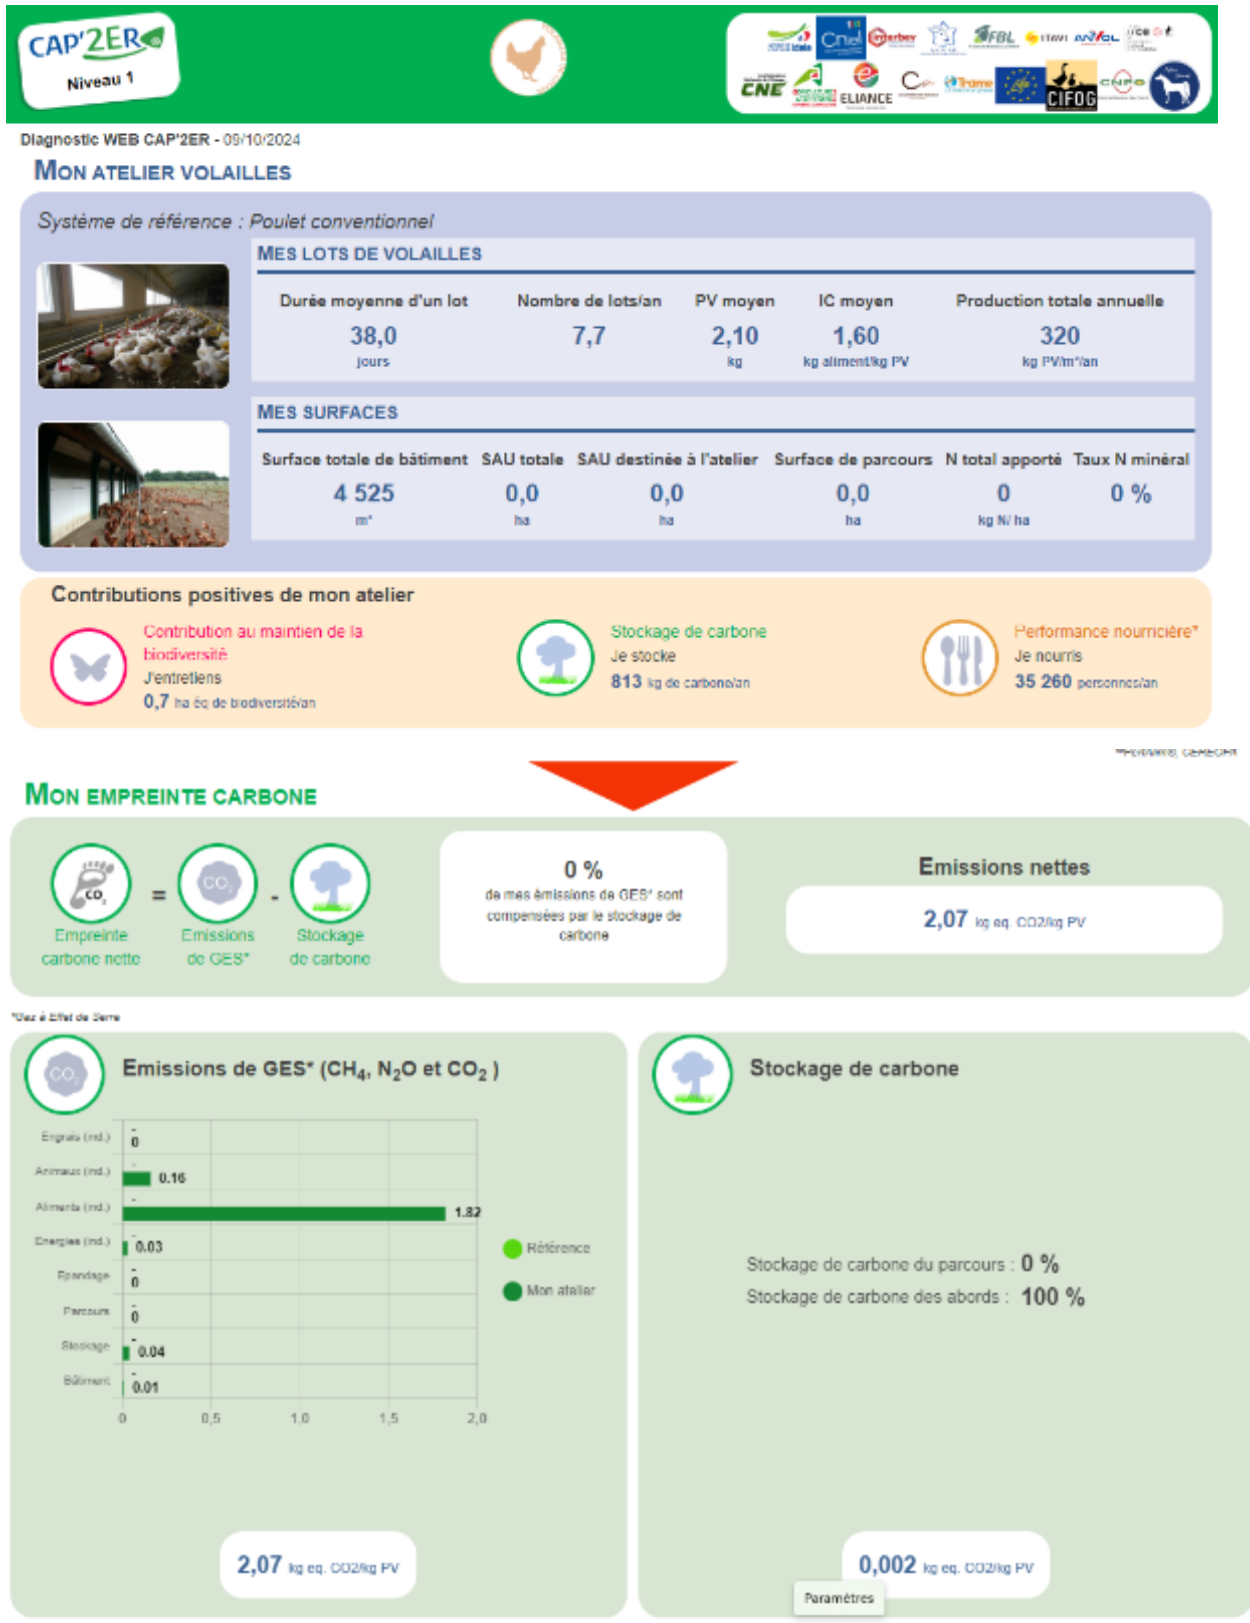 CAP'2ER
Niveau 1
Cniel
interbev
FBL
ITAVI
ANVOL
CNE
ELIANCE
Trame
CIFOG
Diagnostic WEB CAP'2ER - 09/10/2024
MON ATELIER VOLAILLES
Système de référence : Poulet conventionnel
MES LOTS DE VOLAILLES
Durée moyenne d'un lot Nombre de lots/an PV moyen IC moyen Production totale annuelle
38,0 7,7 2,10 1,60 320
jours kg kg aliment/kg PV kg PV/m²/an
MES SURFACES
Surface totale de bâtiment SAU totale SAU destinée à l'atelier Surface de parcours N total apporté Taux N minéral
4 525 0,0 0,0 0,0 0 0 %
m² ha ha ha kg N/ ha
Contributions positives de mon atelier
Contribution au maintien de la
biodiversité
J'entretiens
0,7 ha éq de biodiversité/an
Stockage de carbone
Je stocke
813 kg de carbone/an
Performance nourricière*
Je nourris
35 260 personnes/an
MON EMPREINTE CARBONE
CO2 = CO2 -
Empreinte
carbone nette
Emissions
de GES*
Stockage
de carbone
0 %
de mes émissions de GES* sont
compensées par le stockage de
carbone
Emissions nettes
2,07 kg eq. CO2/kg PV
*Gaz à Effet de Serre
CO2
Emissions de GES* (CH4, N2O et CO2 )
Engrais (ind.) - 0
Animaux (ind.) - 0.16
Aliments (ind.) - 1.82
Energies (ind.) - 0.03
Epandage - 0
Parcours - 0
Stockage - 0.04
Bâtiment - 0.01
0 0,5 1,0 1,5 2,0
Référence
Mon atelier
2,07 kg eq. CO2/kg PV
Stockage de carbone
Stockage de carbone du parcours : 0 %
Stockage de carbone des abords : 100 %
0,002 kg eq. CO2/kg PV
Paramètres